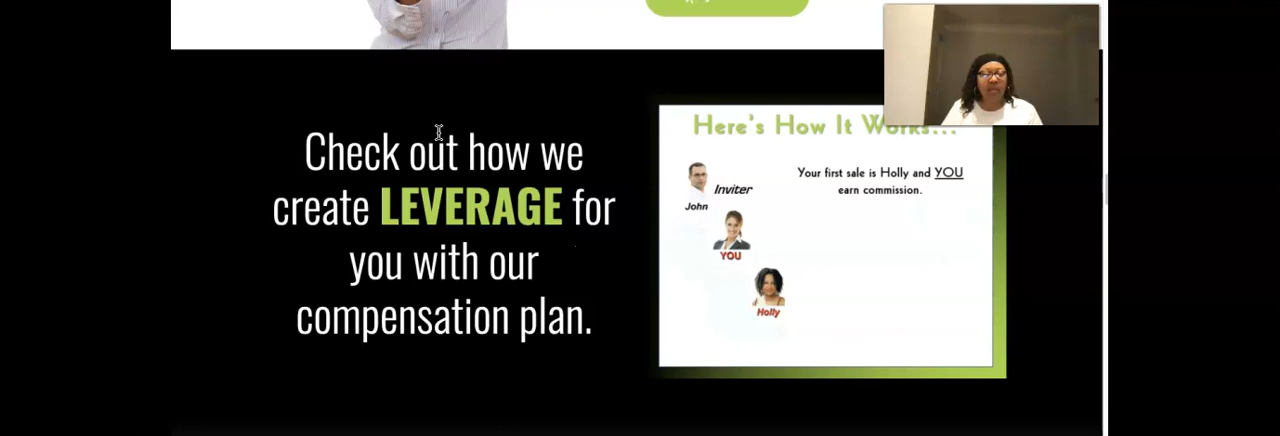 Check out how we
create LEVERAGE for
you with our
compensation plan.
Here's How It Works...
Your first sale is Holly and YOU
earn commission.
Inviter
John
YOU
Holly